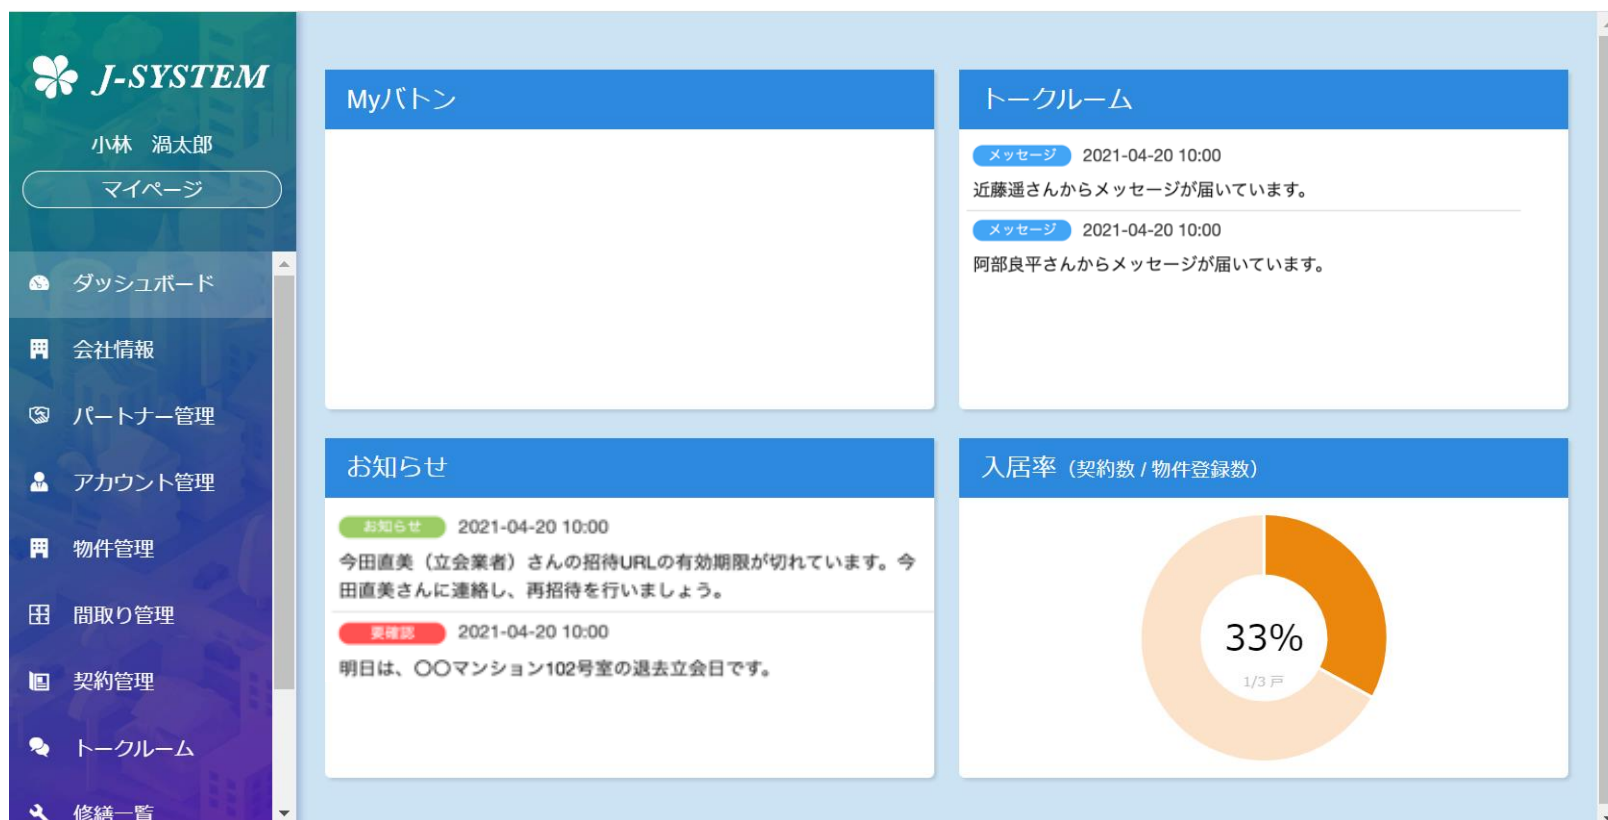 J-SYSTEM
小林　渦太郎
マイページ
ダッシュボード
会社情報
パートナー管理
アカウント管理
物件管理
間取り管理
契約管理
トークルーム
修繕一覧
Myバトン
トークルーム
メッセージ 2021-04-20 10:00
近藤遥さんからメッセージが届いています。
メッセージ 2021-04-20 10:00
阿部良平さんからメッセージが届いています。
お知らせ
お知らせ 2021-04-20 10:00
今田直美（立会業者）さんの招待URLの有効期限が切れています。今
田直美さんに連絡し、再招待を行いましょう。
要確認 2021-04-20 10:00
明日は、〇〇マンション102号室の退去立会日です。
入居率（契約数 / 物件登録数）
33%
1/3 戸